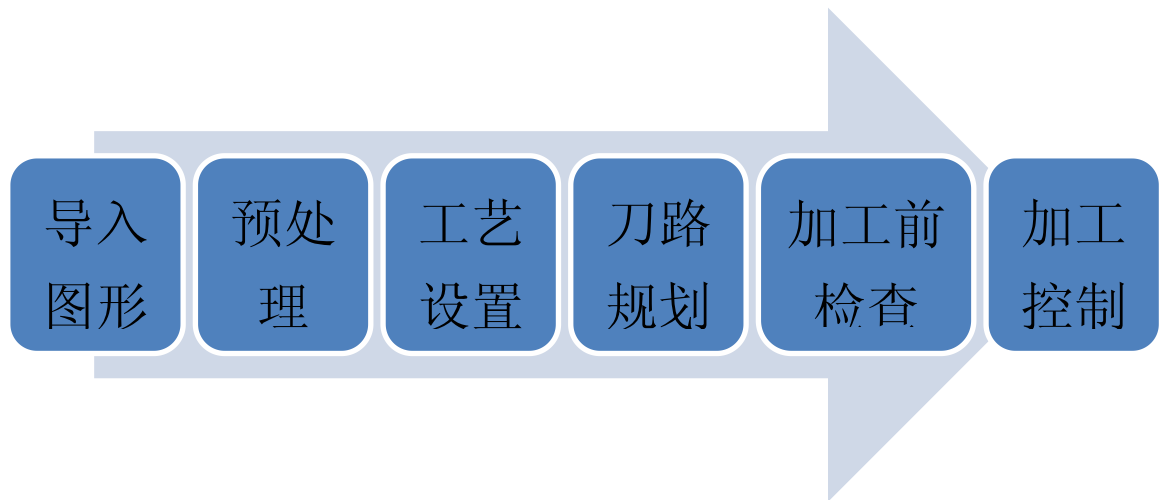 导入
图形
预处
理
工艺
设置
刀路
规划
加工前
检查
加工
控制